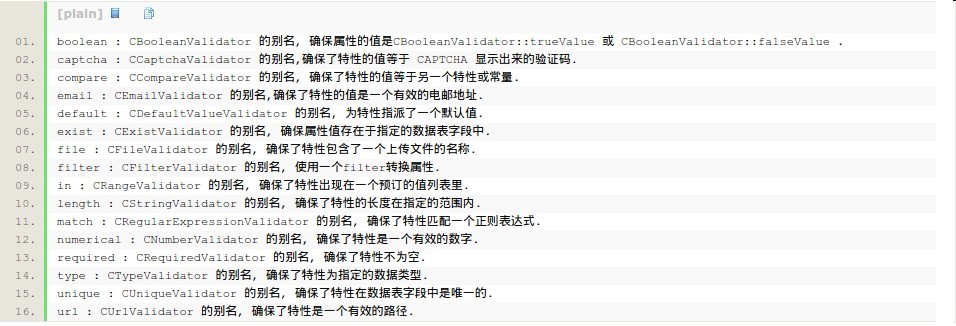 [plain]
01. boolean : CBooleanValidator 的别名, 确保属性的值是CBooleanValidator::trueValue 或 CBooleanValidator::falseValue .
02. captcha : CCaptchaValidator 的别名,确保了特性的值等于 CAPTCHA 显示出来的验证码.
03. compare : CCompareValidator 的别名, 确保了特性的值等于另一个特性或常量.
04. email : CEmailValidator 的别名,确保了特性的值是一个有效的电邮地址.
05. default : CDefaultValueValidator 的别名, 为特性指派了一个默认值.
06. exist : CExistValidator 的别名, 确保属性值存在于指定的数据表字段中.
07. file : CFileValidator 的别名, 确保了特性包含了一个上传文件的名称.
08. filter : CFilterValidator 的别名, 使用一个filter转换属性.
09. in : CRangeValidator 的别名, 确保了特性出现在一个预订的值列表里.
10. length : CStringValidator 的别名, 确保了特性的长度在指定的范围内.
11. match : CRegularExpressionValidator 的别名, 确保了特性匹配一个正则表达式.
12. numerical : CNumberValidator 的别名, 确保了特性是一个有效的数字.
13. required : CRequiredValidator 的别名, 确保了特性不为空.
14. type : CTypeValidator 的别名, 确保了特性为指定的数据类型.
15. unique : CUniqueValidator 的别名, 确保了特性在数据表字段中是唯一的.
16. url : CUrlValidator 的别名, 确保了特性是一个有效的路径.